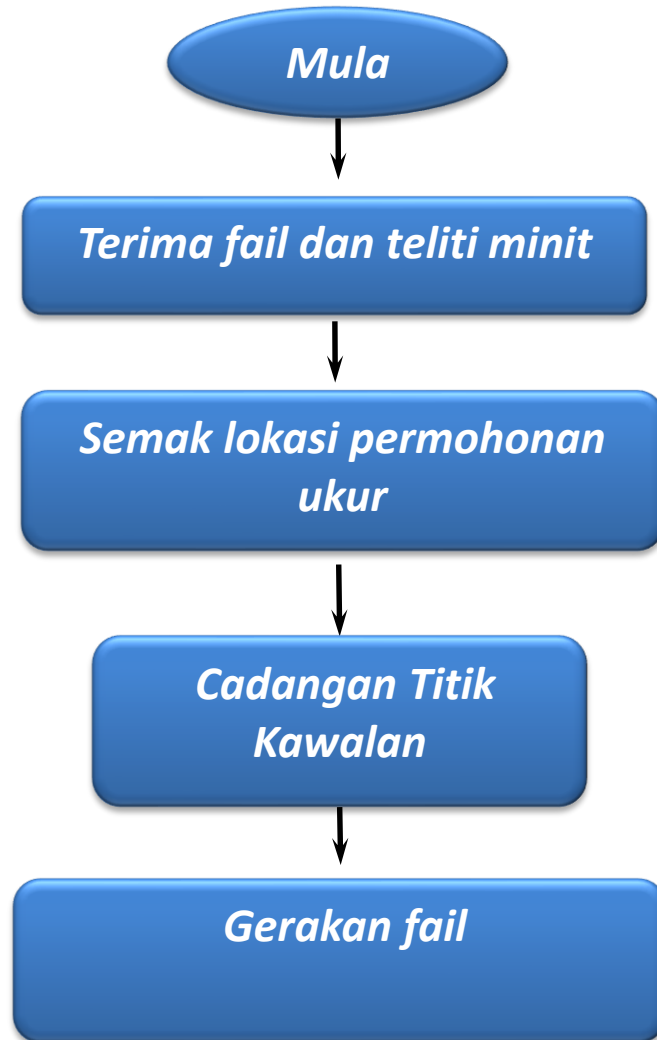 Mula
Terima fail dan teliti minit
Semak lokasi permohonan
ukur
Cadangan Titik
Kawalan
Gerakan fail